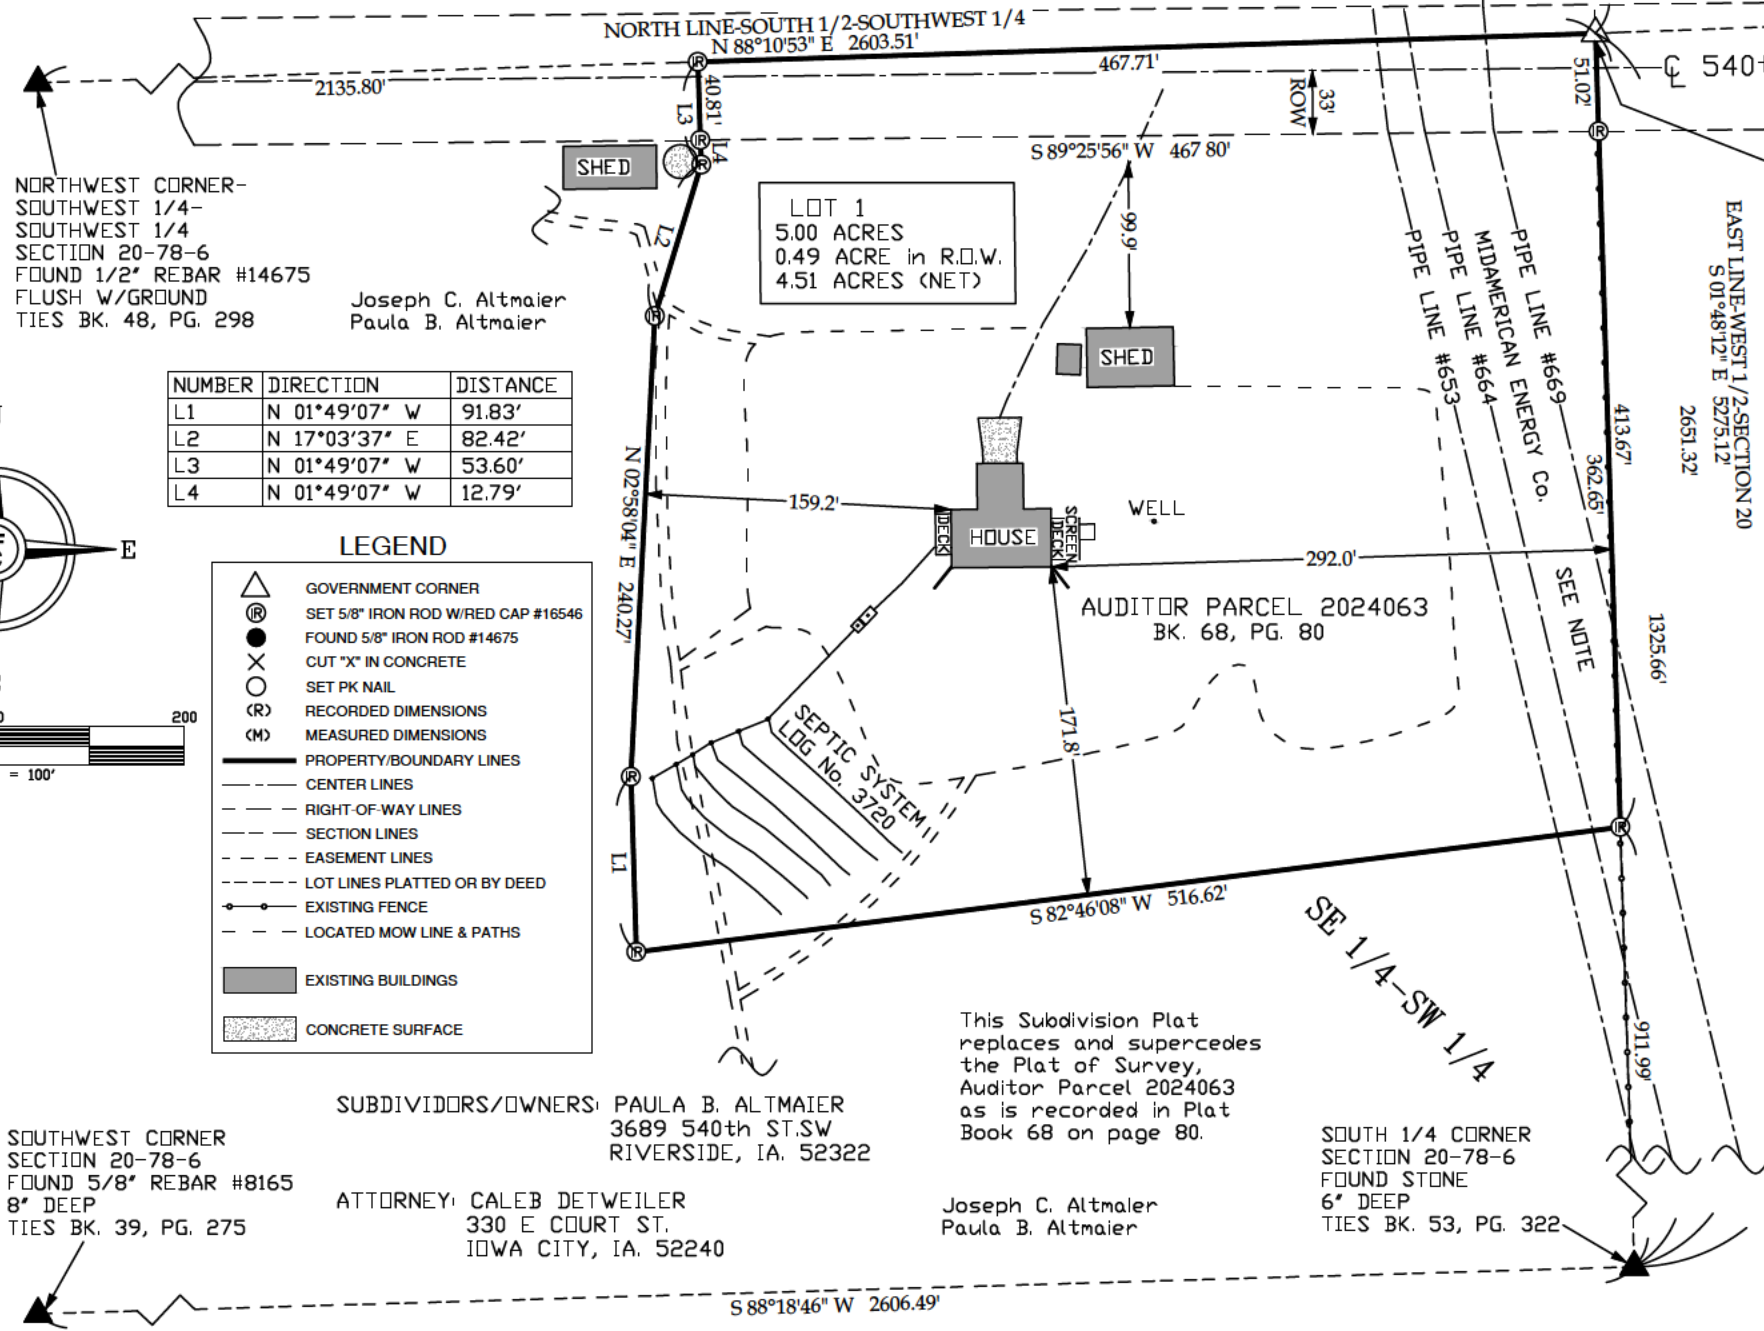 NORTH LINE-SOUTH 1/2-SOUTHWEST 1/4
N 88°10'53" E 2603.51'
2135.80'
467.71'
40.81'
L3
L4
33'
ROW
51.02'
℄ 540
S 89°25'56" W 467 80'
SHED
NORTHWEST CORNER-
SOUTHWEST 1/4-
SOUTHWEST 1/4
SECTION 20-78-6
FOUND 1/2" REBAR #14675
FLUSH W/GROUND
TIES BK. 48, PG. 298
Joseph C. Altmaier
Paula B. Altmaier
L2
LOT 1
5.00 ACRES
0.49 ACRE in R.O.W.
4.51 ACRES (NET)
99.9'
SHED
PIPE LINE #653
PIPE LINE #664
MIDAMERICAN ENERGY Co.
PIPE LINE #669
EAST LINE-WEST 1/2-SECTION 20
S 01°48'12" E 5275.12'
2651.32'
413.67'
362.65'
1325.66'
NUMBER DIRECTION DISTANCE
L1 N 01°49'07" W 91.83'
L2 N 17°03'37" E 82.42'
L3 N 01°49'07" W 53.60'
L4 N 01°49'07" W 12.79'
N 02°58'04" E 240.27'
159.2'
DECK
HOUSE
SCREEN
DECK
WELL
292.0'
SEE NOTE
AUDITOR PARCEL 2024063
BK. 68, PG. 80
171.8'
E
200
= 100'
LEGEND
GOVERNMENT CORNER
IR SET 5/8" IRON ROD W/RED CAP #16546
FOUND 5/8" IRON ROD #14675
CUT "X" IN CONCRETE
SET PK NAIL
(R) RECORDED DIMENSIONS
(M) MEASURED DIMENSIONS
PROPERTY/BOUNDARY LINES
CENTER LINES
RIGHT-OF-WAY LINES
SECTION LINES
EASEMENT LINES
LOT LINES PLATTED OR BY DEED
EXISTING FENCE
LOCATED MOW LINE & PATHS
EXISTING BUILDINGS
CONCRETE SURFACE
SEPTIC SYSTEM
LOG No. 3720
L1
S 82°46'08" W 516.62'
SE 1/4-SW 1/4
911.99'
This Subdivision Plat
replaces and supercedes
the Plat of Survey,
Auditor Parcel 2024063
as is recorded in Plat
Book 68 on page 80.
SUBDIVIDORS/OWNERS: PAULA B. ALTMAIER
3689 540th ST.SW
RIVERSIDE, IA. 52322
ATTORNEY: CALEB DETWEILER
330 E COURT ST.
IOWA CITY, IA. 52240
Joseph C. Altmaier
Paula B. Altmaier
SOUTHWEST CORNER
SECTION 20-78-6
FOUND 5/8" REBAR #8165
8" DEEP
TIES BK. 39, PG. 275
SOUTH 1/4 CORNER
SECTION 20-78-6
FOUND STONE
6" DEEP
TIES BK. 53, PG. 322
S 88°18'46" W 2606.49'